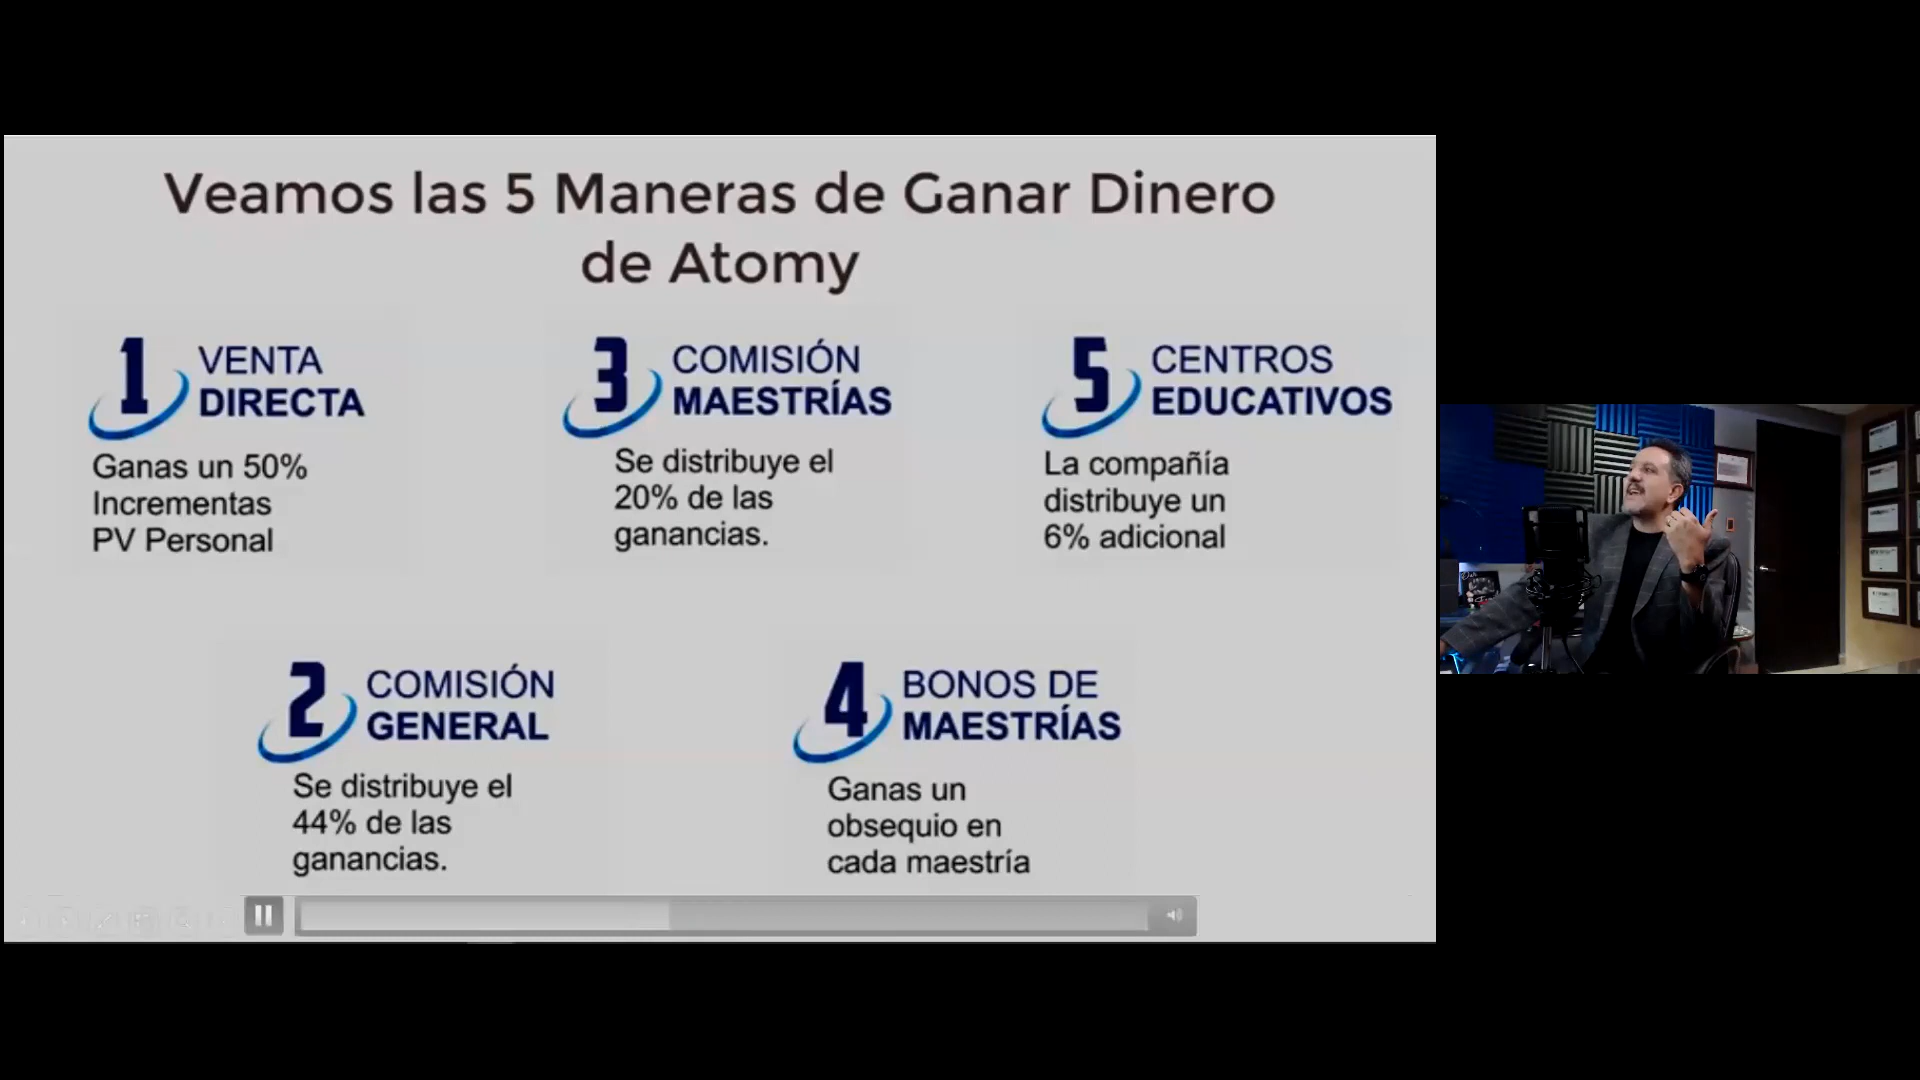 Veamos las 5 Maneras de Ganar Dinero
de Atomy
1 VENTA
DIRECTA
Ganas un 50%
Incrementas
PV Personal
2 COMISIÓN
GENERAL
Se distribuye el
44% de las
ganancias.
3 COMISIÓN
MAESTRÍAS
Se distribuye el
20% de las
ganancias.
4 BONOS DE
MAESTRÍAS
Ganas un
obsequio en
cada maestría
5 CENTROS
EDUCATIVOS
La compañía
distribuye un
6% adicional